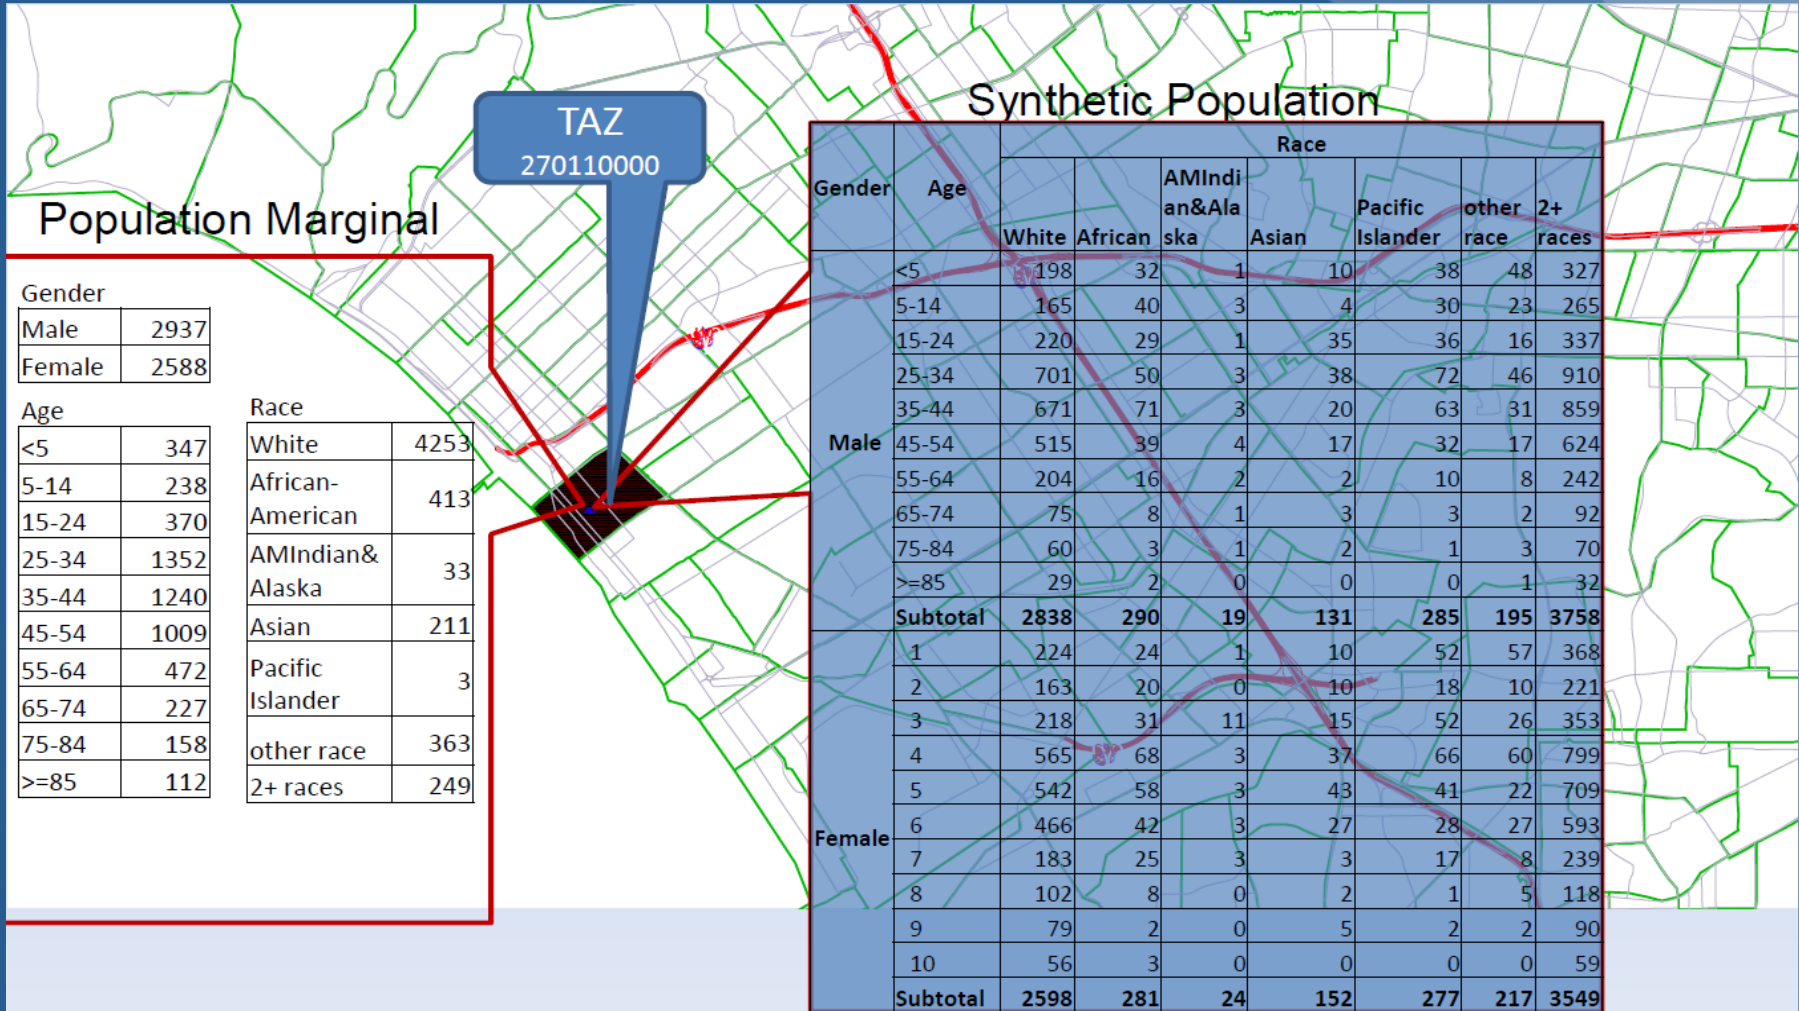 TAZ
270110000
Population Marginal
Gender
Male 2937
Female 2588
Age
<5 347
5-14 238
15-24 370
25-34 1352
35-44 1240
45-54 1009
55-64 472
65-74 227
75-84 158
>=85 112
Race
White 4253
African-
American 413
AMIndian&
Alaska 33
Asian 211
Pacific
Islander 3
other race 363
2+ races 249
Synthetic Population
Race
Gender Age
White African AMIndi
an&Ala
ska Asian Pacific
Islander other
race 2+
races
Male
<5 198 32 1 10 38 48 327
5-14 165 40 3 4 30 23 265
15-24 220 29 1 35 36 16 337
25-34 701 50 3 38 72 46 910
35-44 671 71 3 20 63 31 859
45-54 515 39 4 17 32 17 624
55-64 204 16 2 2 10 8 242
65-74 75 8 1 3 3 2 92
75-84 60 3 1 2 1 3 70
>=85 29 2 0 0 0 1 32
Subtotal 2838 290 19 131 285 195 3758
Female
1 224 24 1 10 52 57 368
2 163 20 0 10 18 10 221
3 218 31 11 15 52 26 353
4 565 68 3 37 66 60 799
5 542 58 3 43 41 22 709
6 466 42 3 27 28 27 593
7 183 25 3 3 17 8 239
8 102 8 0 2 1 5 118
9 79 2 0 5 2 2 90
10 56 3 0 0 0 0 59
Subtotal 2598 281 24 152 277 217 3549